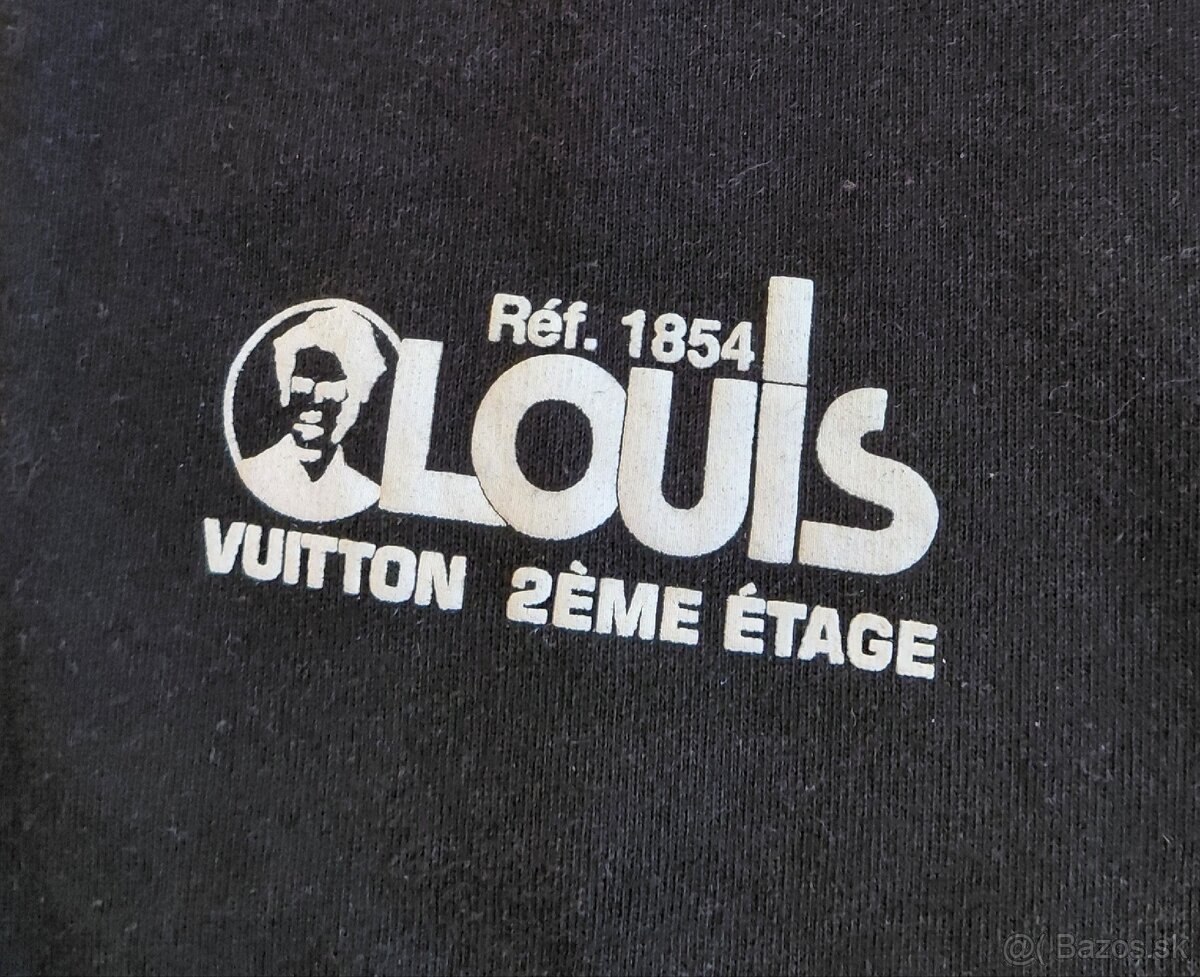 Réf. 1854
LOUIS
VUITTON 2ÈME ÉTAGE
@( Bazos.sk